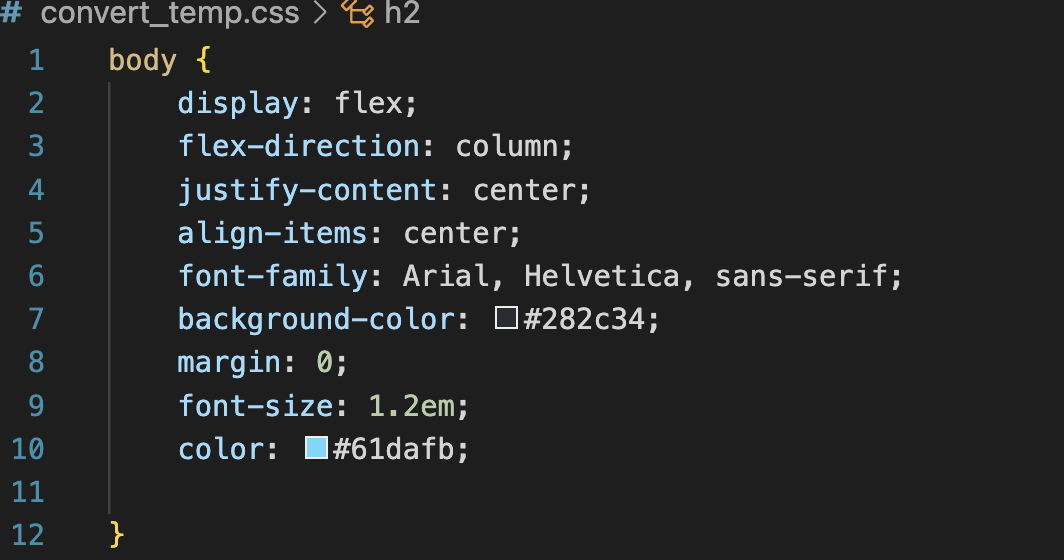 # convert_temp.css > h2
1 body {
2 display: flex;
3 flex-direction: column;
4 justify-content: center;
5 align-items: center;
6 font-family: Arial, Helvetica, sans-serif;
7 background-color: #282c34;
8 margin: 0;
9 font-size: 1.2em;
10 color: #61dafb;
11
12 }